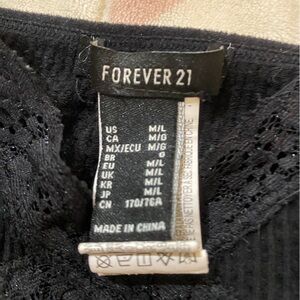 FOREVER 21
US M/L
CA M/G
MX/ECU M/G
BR G
EU M/L
UK M/L
KR M/L
JP M/L
CN 170/76A
MADE IN CHINA